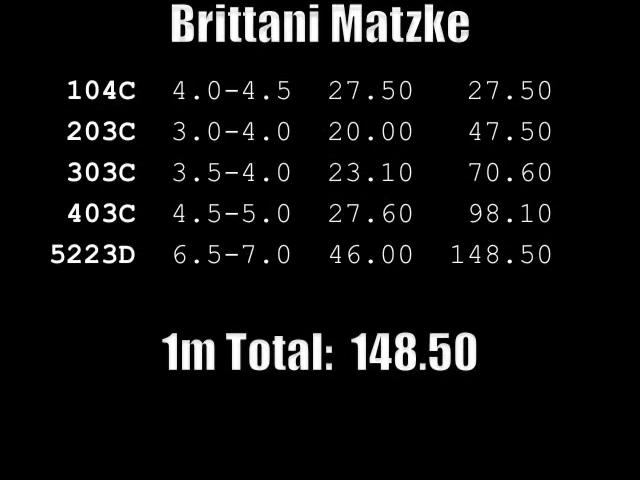 Brittani Matzke
104C 4.0-4.5 27.50 27.50
203C 3.0-4.0 20.00 47.50
303C 3.5-4.0 23.10 70.60
403C 4.5-5.0 27.60 98.10
5223D 6.5-7.0 46.00 148.50
1m Total: 148.50